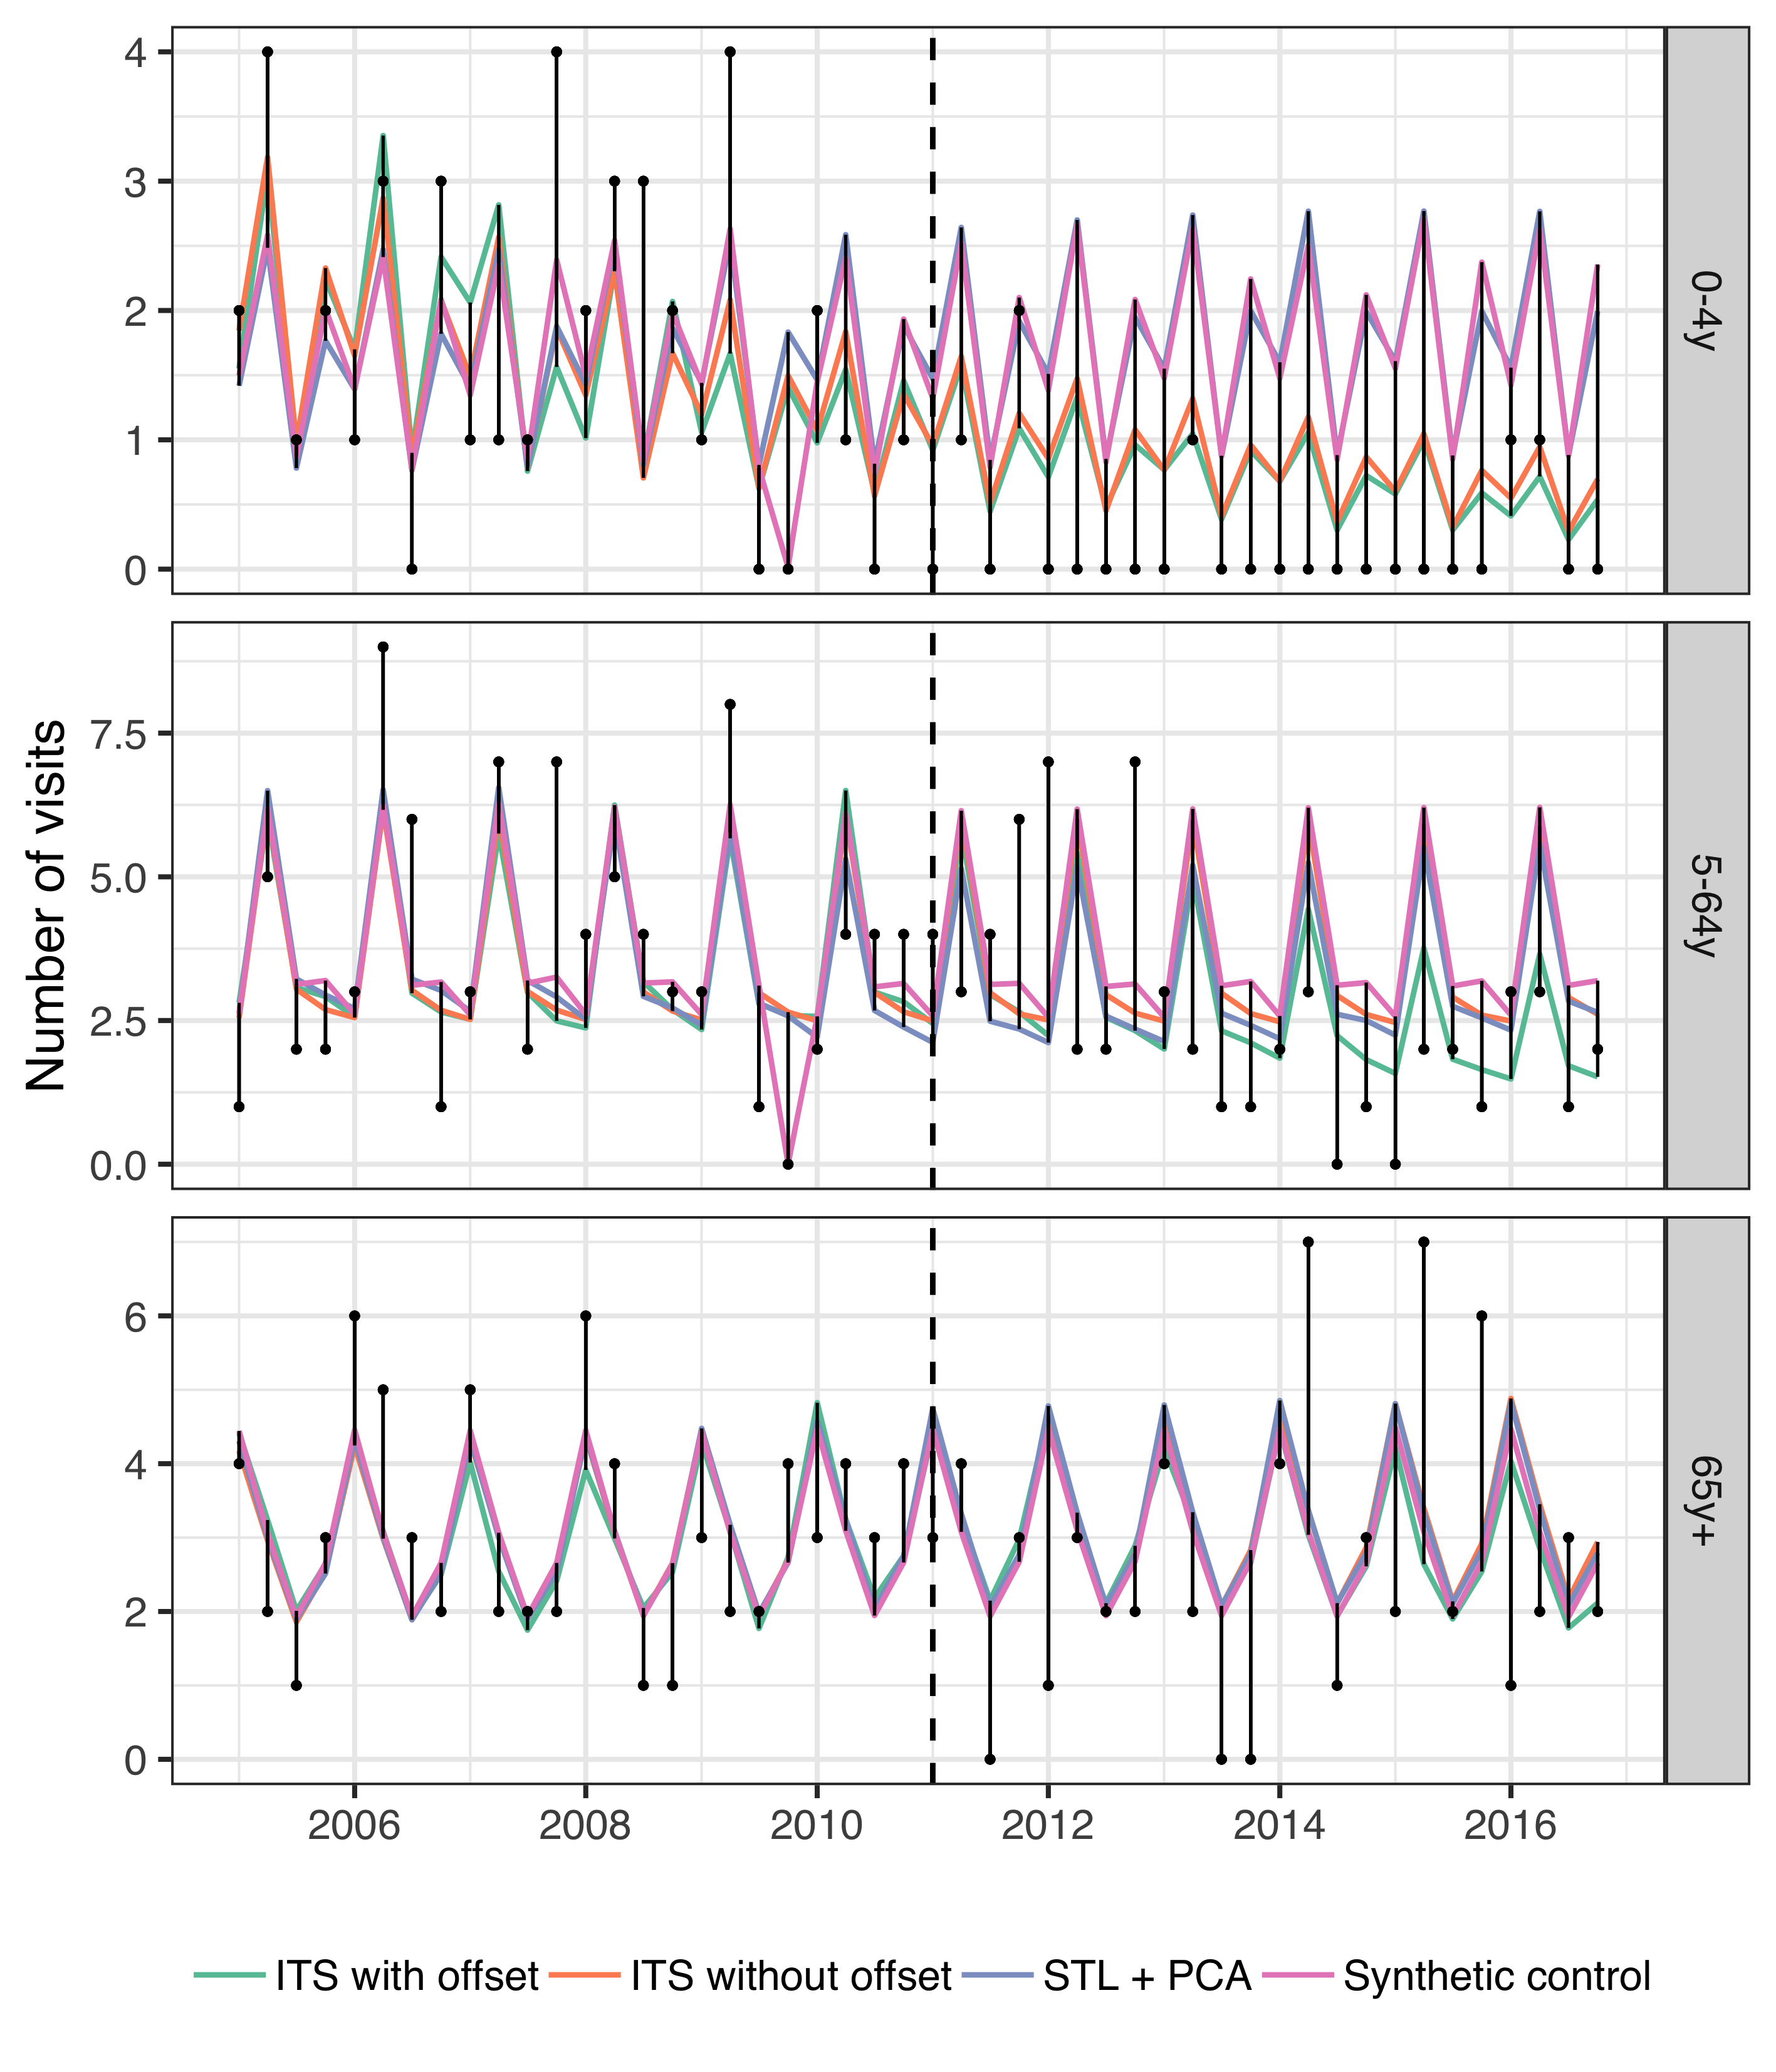 Number of visits
4
3
2
1
0
0-4y
7.5
5.0
2.5
0.0
5-64y
6
4
2
0
65y+
2006 2008 2010 2012 2014 2016
ITS with offset ITS without offset STL + PCA Synthetic control